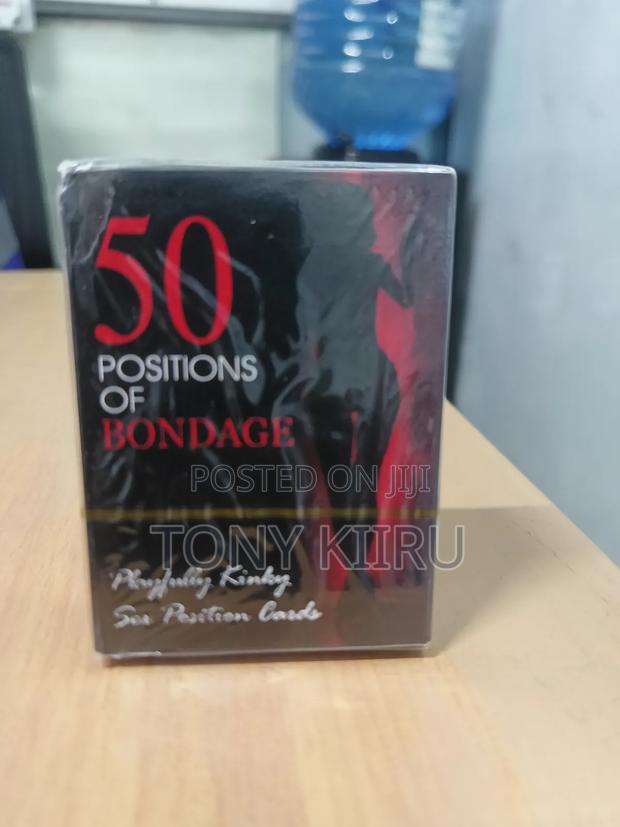 50
POSITIONS
OF
BONDAGE
POSTED ON JIJI
TONY KIIRU
Playfully Kinky
Sex Position Cards